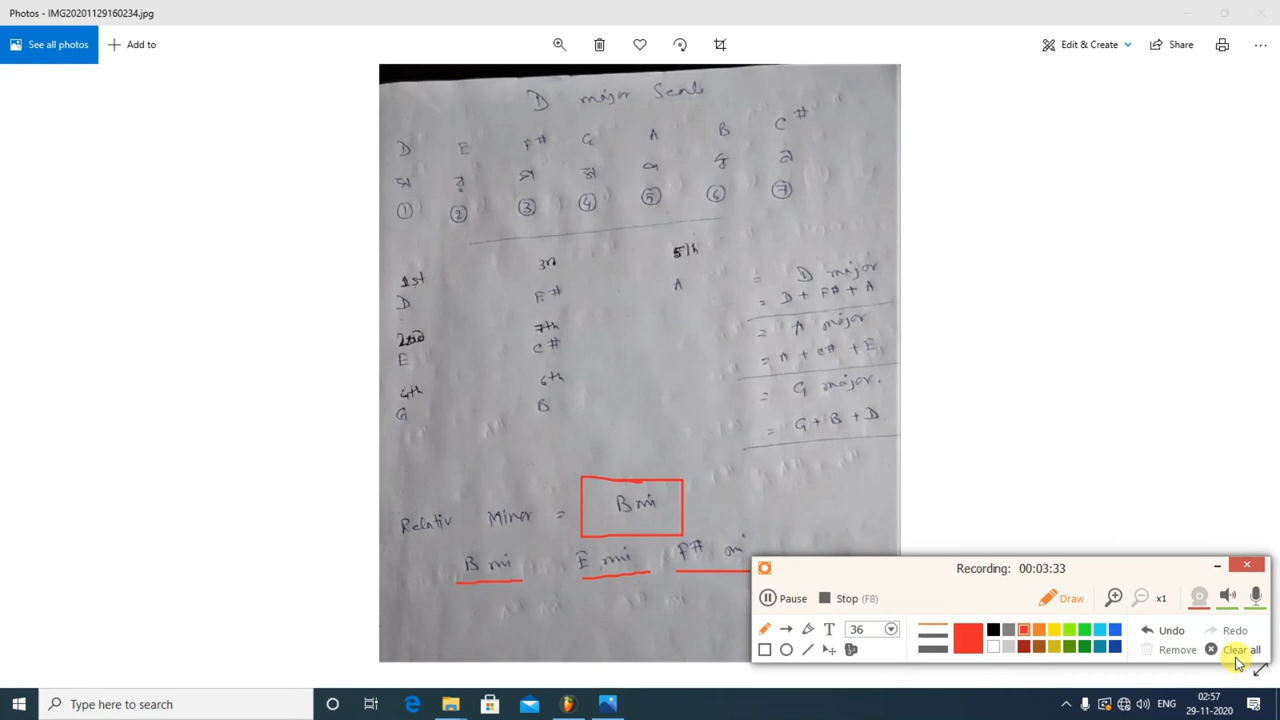 Photos - IMG20201129160234.jpg
See all photos
Add to
Edit & Create
Share
D major Scal
D E F# G A B C#
স র গ ম প ধ ন
① ② ③ ④ ⑤ ⑥ ⑦
1st 3rd 5th
D F# A = D major
= D + F# + A
2nd 7th = A major
E C# = A + C# + E
4th 6th = G major.
G B = G + B + D
Relativ Minor = B mi
B mi E mi F# mi
Recording: 00:03:33
Pause Stop (F8) Draw x1
T 36 Undo Redo
Remove Clear all
Type here to search
ENG
02:57
29-11-2020